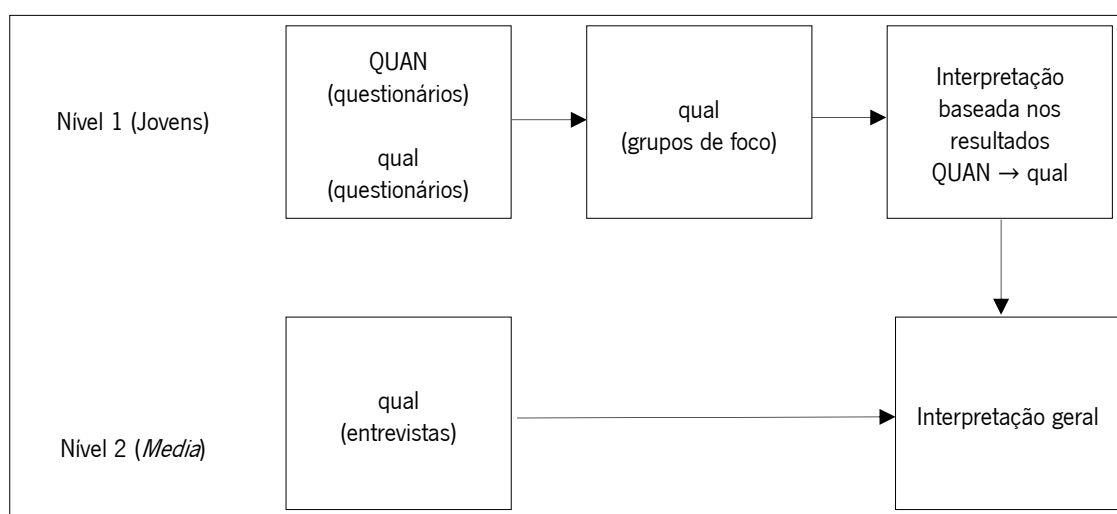 Nível 1 (Jovens)
QUAN
(questionários)
qual
(questionários)
qual
(grupos de foco)
Interpretação
baseada nos
resultados
QUAN → qual
Nível 2 (Media)
qual
(entrevistas)
Interpretação geral